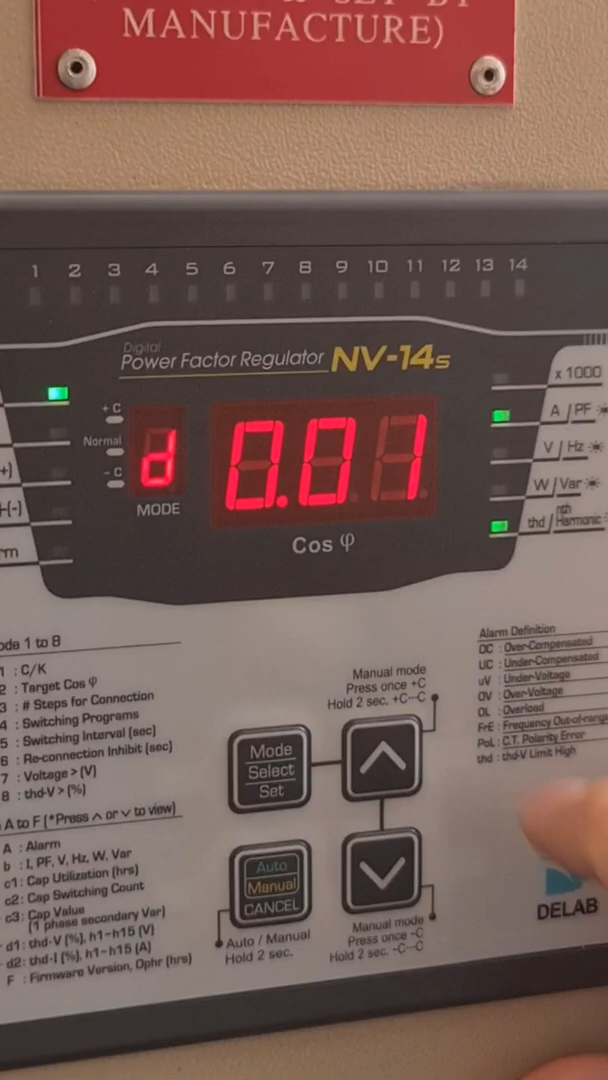 MANUFACTURE)
1 2 3 4 5 6 7 8 9 10 11 12 13 14
Digital
Power Factor Regulator NV-14s
x 1000
+ C
A / PF
Normal
V / Hz
- C
d 0.01
W / Var
MODE
nth
thd / Harmonic
Cos φ
1 : C/K
2 : Target Cos φ
3 : # Steps for Connection
4 : Switching Programs
5 : Switching Interval (sec)
6 : Re-connection Inhibit (sec)
7 : Voltage > (V)
8 : thd-V > (%)
A to F (*Press ∧ or ∨ to view)
A : Alarm
b : I, PF, V, Hz, W, Var
c1: Cap Utilization (hrs)
c2: Cap Switching Count
c3: Cap Value
(1 phase secondary Var)
d1: thd-V (%), h1~h15 (V)
d2: thd-I (%), h1~h15 (A)
F : Firmware Version, Ophr (hrs)
Manual mode
Press once +C
Hold 2 sec. +C···C
Mode
Select
Set
Auto
Manual
CANCEL
Auto / Manual
Hold 2 sec.
Manual mode
Press once -C
Hold 2 sec. -C···C
Alarm Definition
OC : Over-Compensated
UC : Under-Compensated
uV : Under-Voltage
OV : Over-Voltage
OL : Overload
FrE : Frequency Out-of-range
PoL : C.T. Polarity Error
thd : thd-V Limit High
DELAB